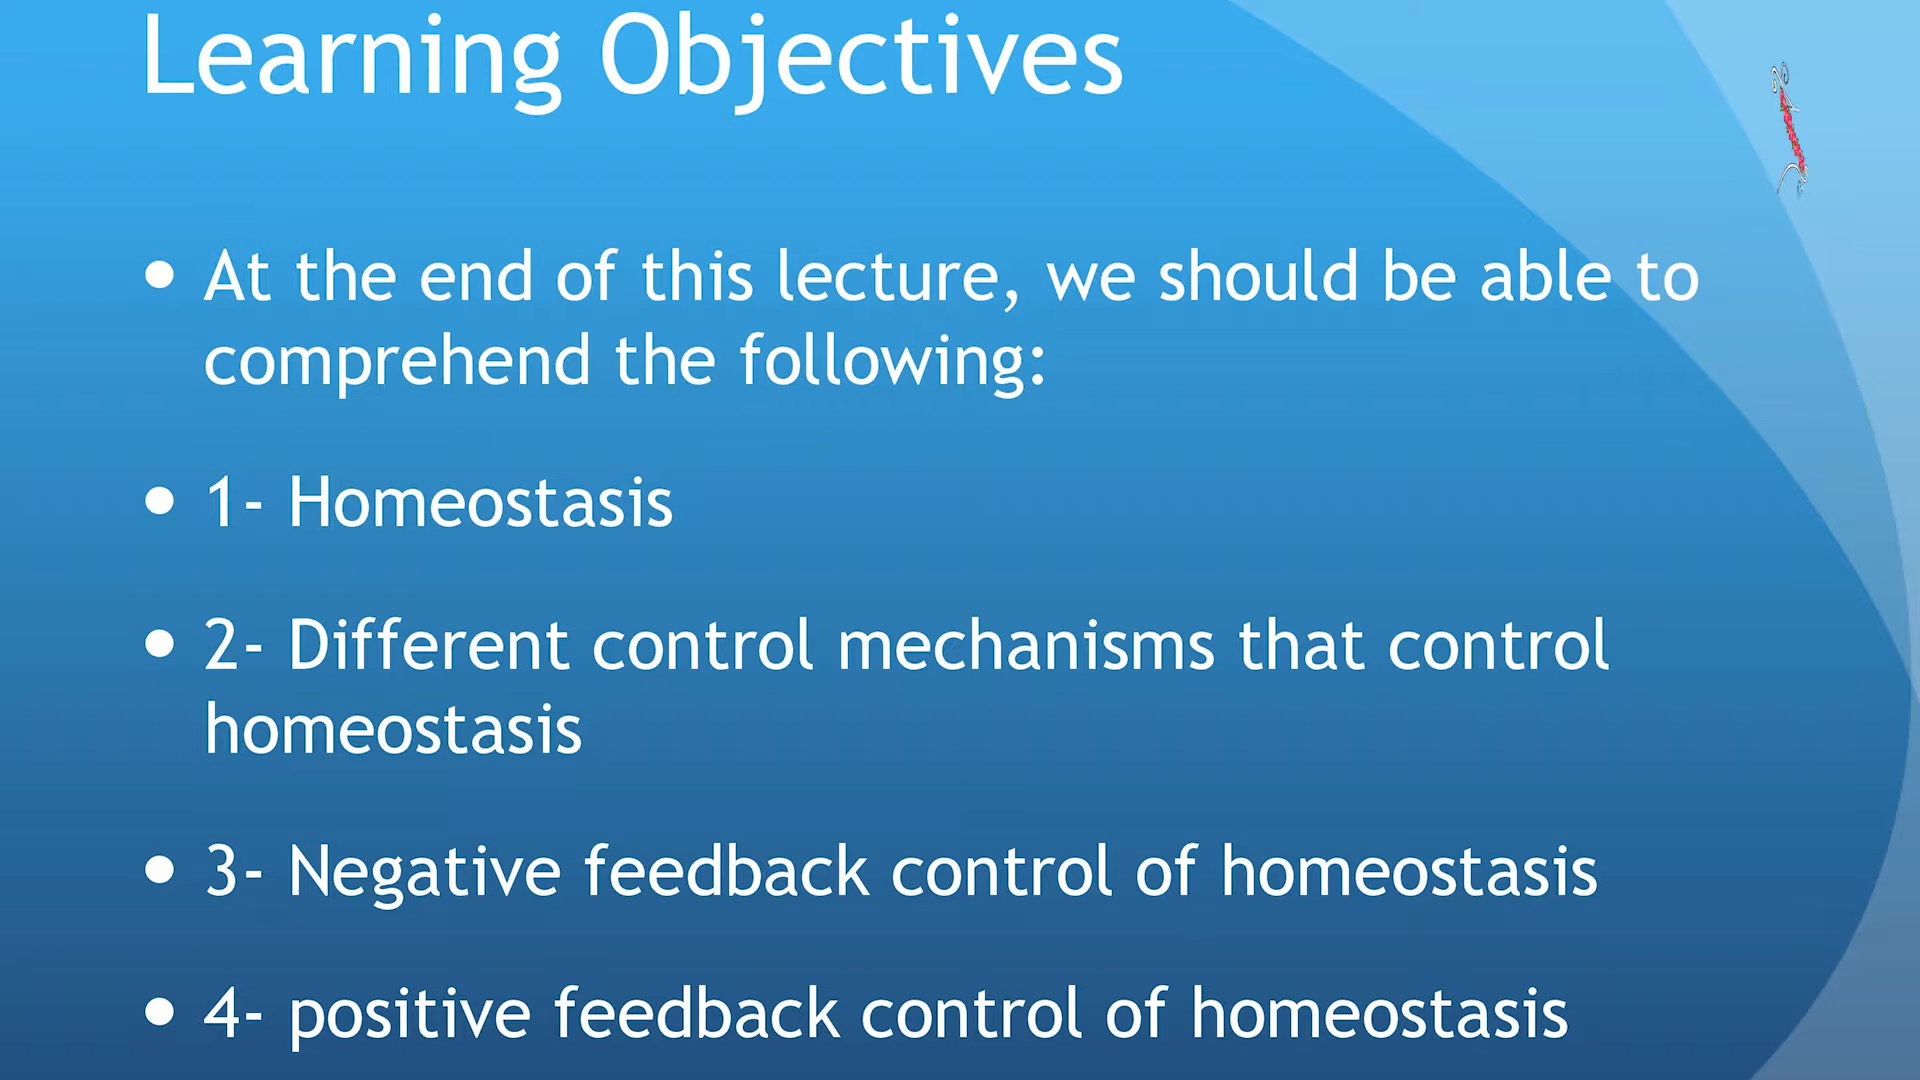 Learning Objectives
• At the end of this lecture, we should be able to
comprehend the following:
• 1- Homeostasis
• 2- Different control mechanisms that control
homeostasis
• 3- Negative feedback control of homeostasis
• 4- positive feedback control of homeostasis